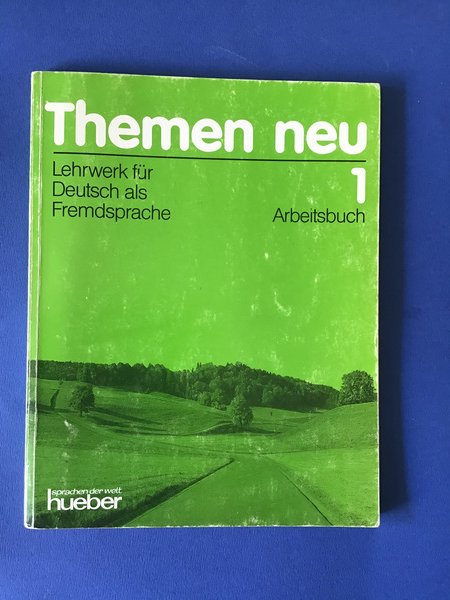 Themen neu
1
Lehrwerk für
Deutsch als
Fremdsprache
Arbeitsbuch
sprachen der welt
hueber